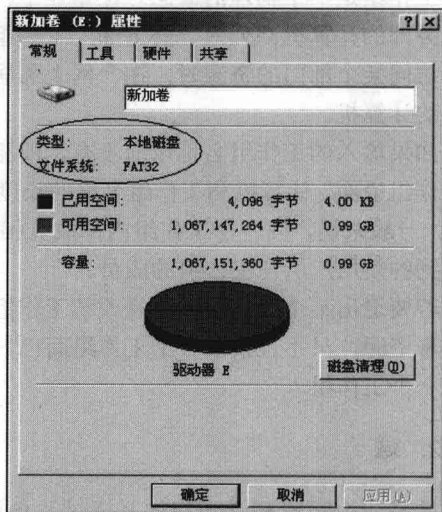 新加卷 (E:) 属性
常规 工具 硬件 共享
新加卷
类型: 本地磁盘
文件系统: FAT32
已用空间: 4,096 字节 4.00 KB
可用空间: 1,067,147,264 字节 0.99 GB
容量: 1,067,151,360 字节 0.99 GB
驱动器 E
磁盘清理(D)
确定 取消 应用(A)